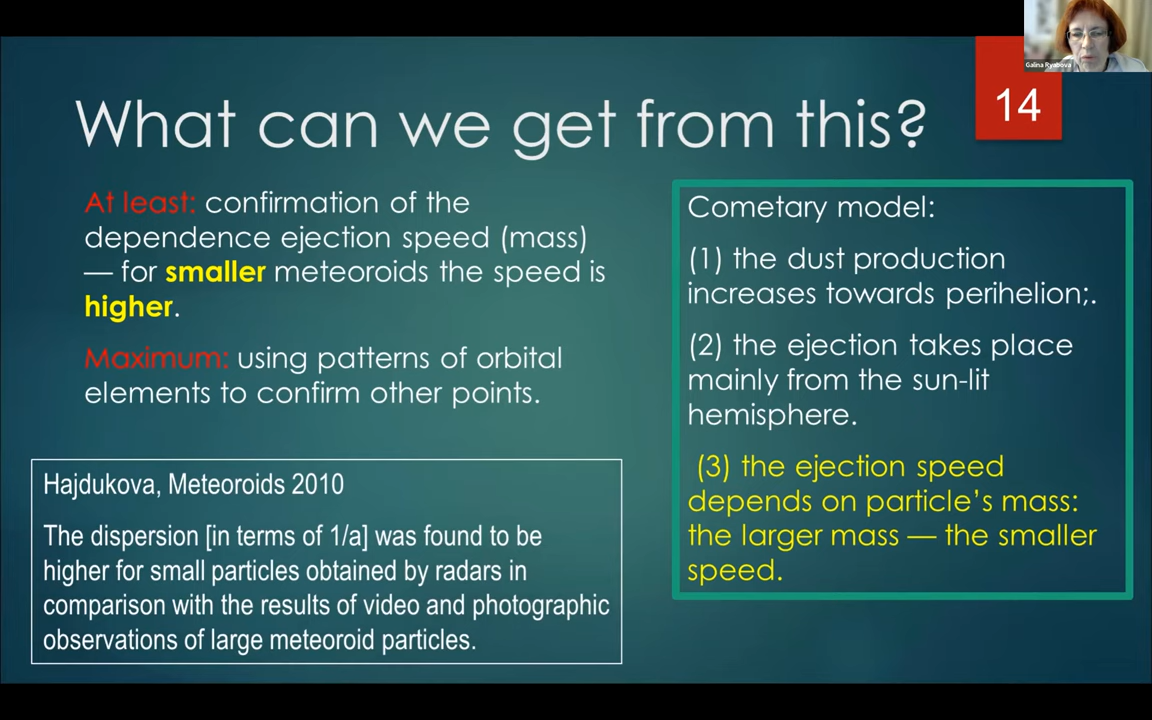 Galina Ryabova
14
What can we get from this?
At least: confirmation of the
dependence ejection speed (mass)
— for smaller meteoroids the speed is
higher.
Maximum: using patterns of orbital
elements to confirm other points.
Hajdukova, Meteoroids 2010
The dispersion [in terms of 1/a] was found to be
higher for small particles obtained by radars in
comparison with the results of video and photographic
observations of large meteoroid particles.
Cometary model:
(1) the dust production
increases towards perihelion;.
(2) the ejection takes place
mainly from the sun-lit
hemisphere.
(3) the ejection speed
depends on particle’s mass:
the larger mass — the smaller
speed.